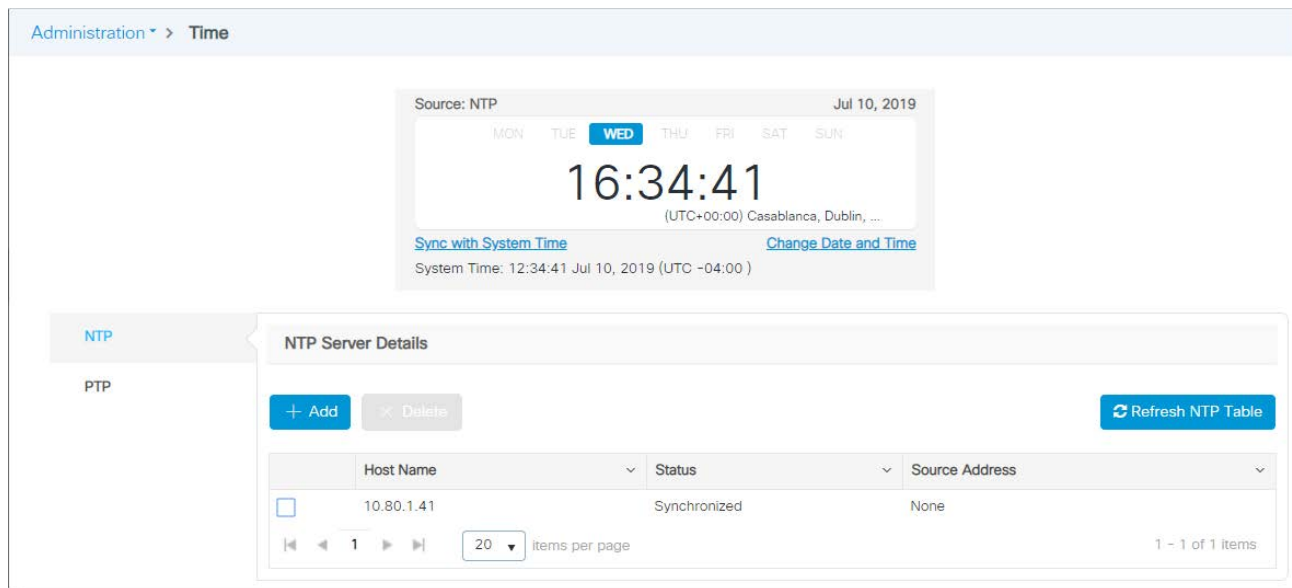 Administration > Time
Source: NTP Jul 10, 2019
MON TUE WED THU FRI SAT SUN
16:34:41
(UTC+00:00) Casablanca, Dublin, ...
Sync with System Time Change Date and Time
System Time: 12:34:41 Jul 10, 2019 (UTC -04:00 )
NTP
PTP
NTP Server Details
+ Add × Delete Refresh NTP Table
Host Name Status Source Address
10.80.1.41 Synchronized None
1 20 items per page 1 - 1 of 1 items